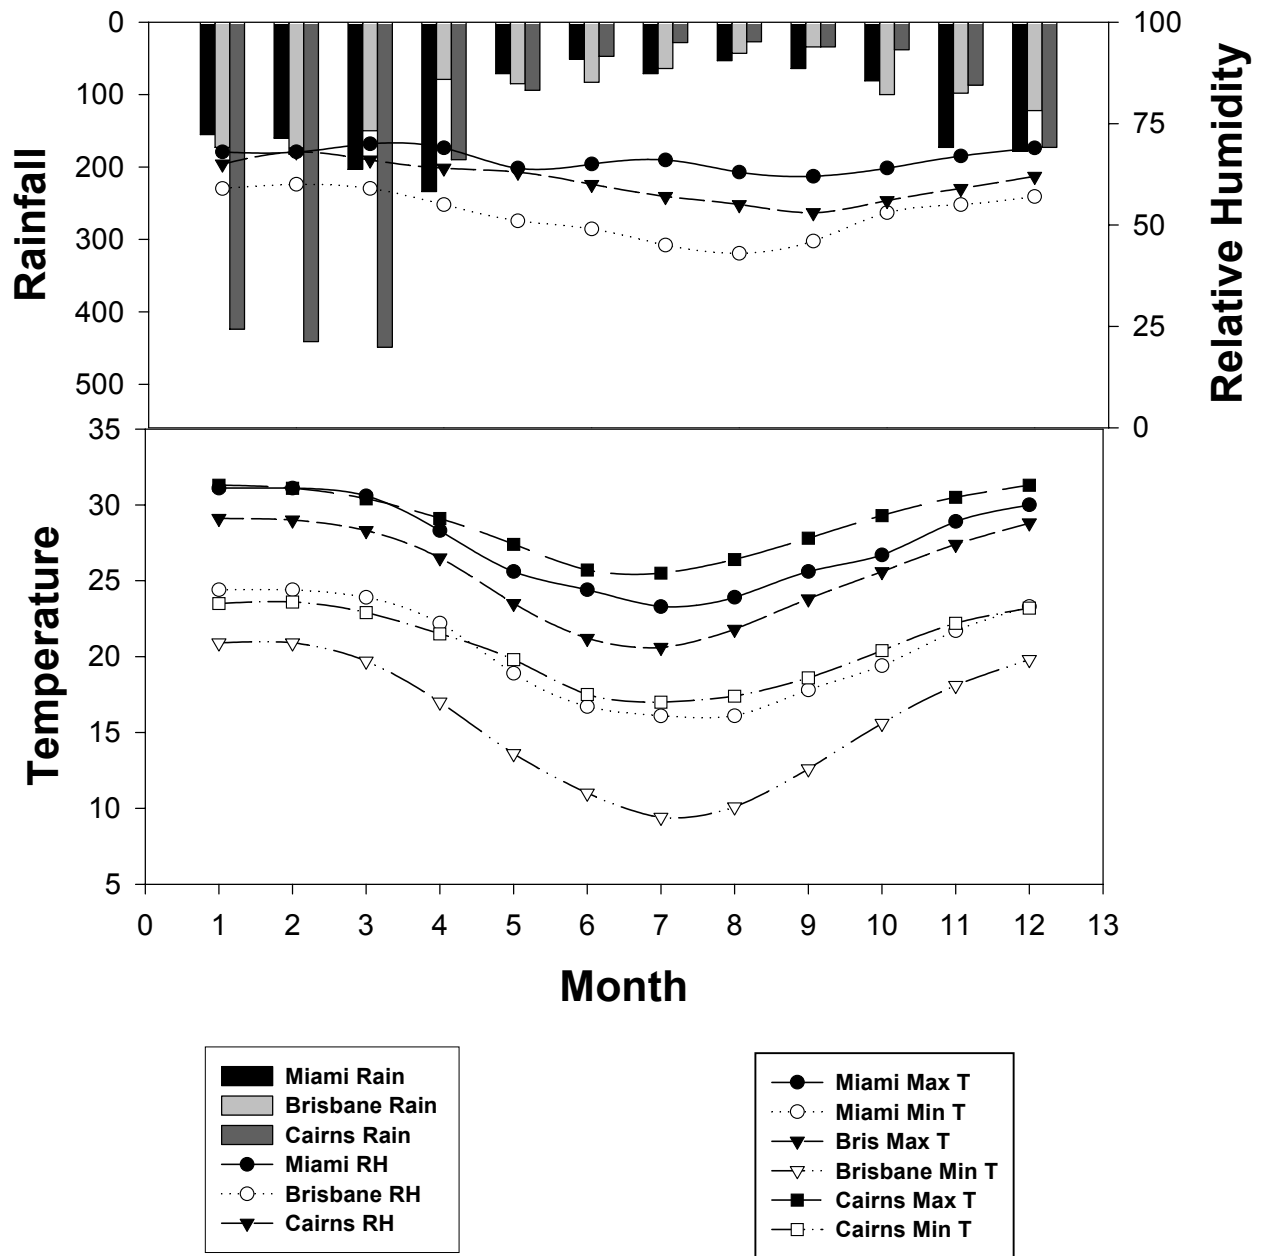 0
100
200
300
400
500
Rainfall
100
75
50
25
0
Relative Humidity
35
30
25
20
15
10
5
Temperature
0 1 2 3 4 5 6 7 8 9 10 11 12 13
Month
Miami Rain
Brisbane Rain
Cairns Rain
Miami RH
Brisbane RH
Cairns RH
Miami Max T
Miami Min T
Bris Max T
Brisbane Min T
Cairns Max T
Cairns Min T